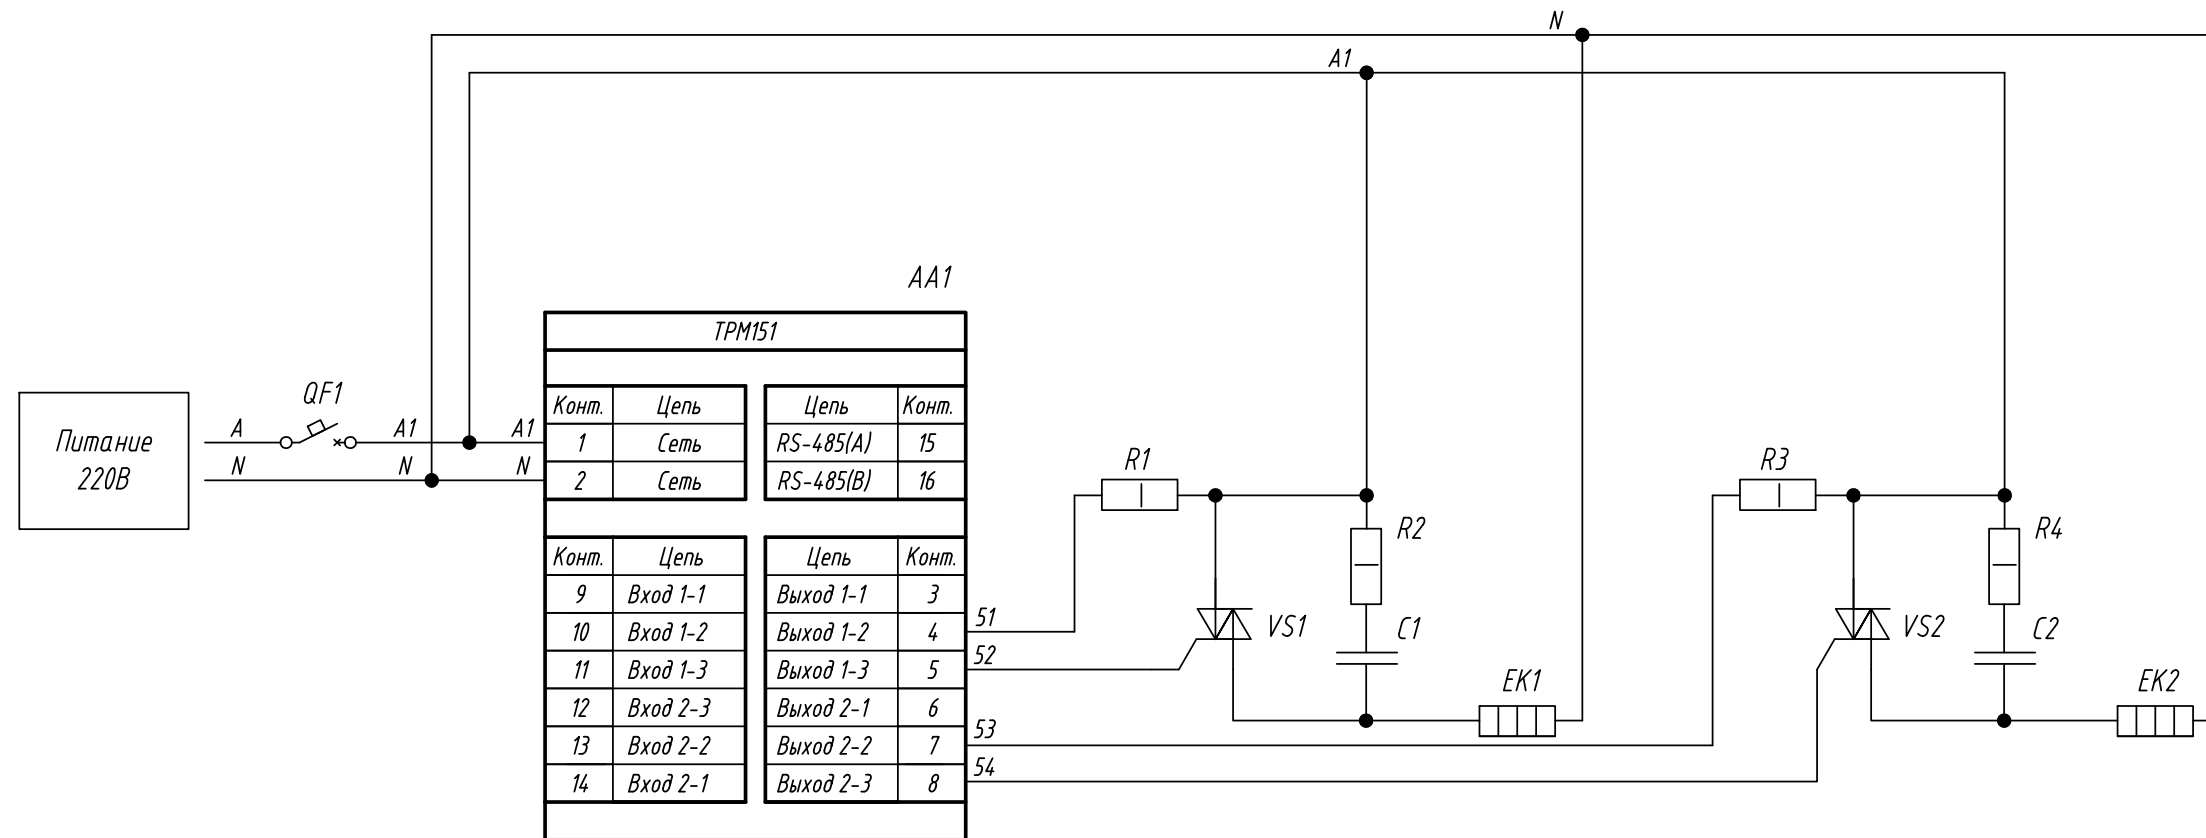 N
A1
AA1
ТРМ151
QF1
Питание
220В
A
A1
A1
N
N
N
Конт.
Цепь
Цепь
Конт.
1
Сеть
RS-485(A)
15
2
Сеть
RS-485(B)
16
Конт.
Цепь
Цепь
Конт.
9
Вход 1-1
Выход 1-1
3
10
Вход 1-2
Выход 1-2
4
11
Вход 1-3
Выход 1-3
5
12
Вход 2-3
Выход 2-1
6
13
Вход 2-2
Выход 2-2
7
14
Вход 2-1
Выход 2-3
8
51
52
53
54
R1
R2
VS1
C1
EK1
R3
R4
VS2
C2
EK2